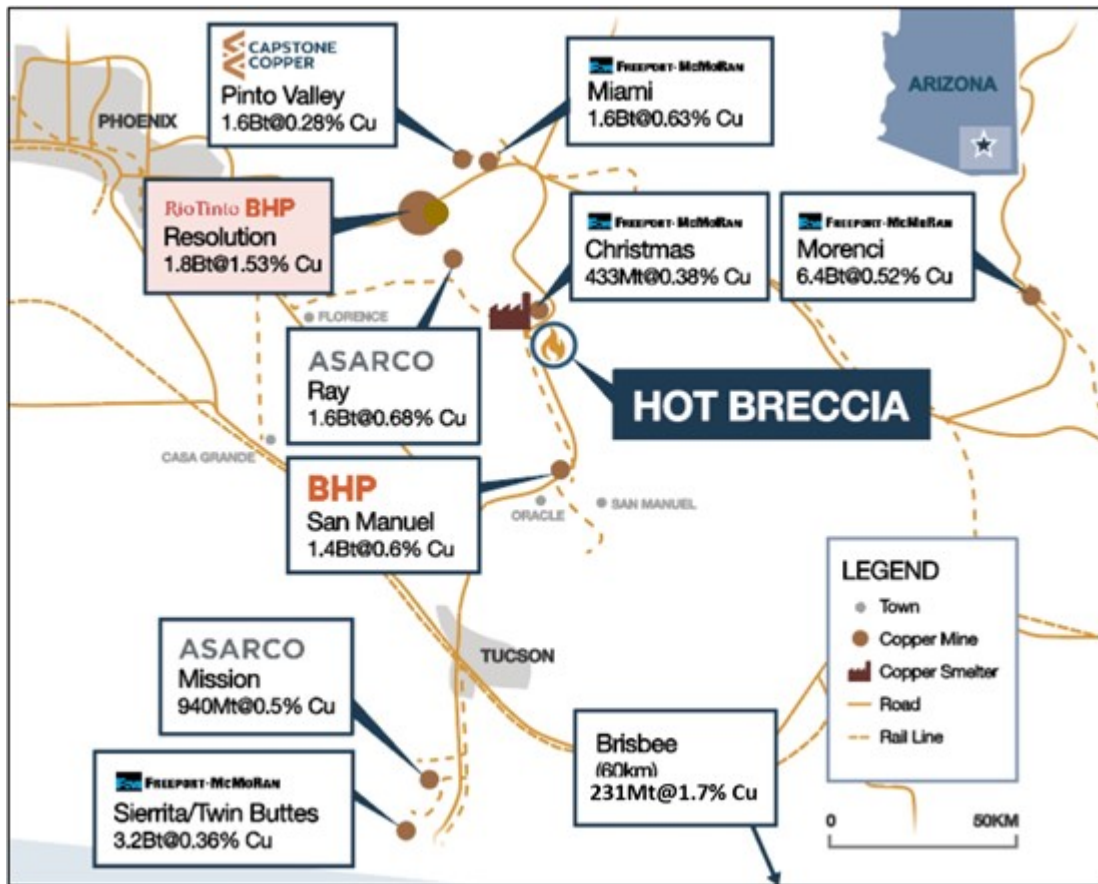 CAPSTONE
COPPER
Pinto Valley
1.6Bt@0.28% Cu
FREEPORT-MCMORAN
Miami
1.6Bt@0.63% Cu
ARIZONA
PHOENIX
RioTinto BHP
Resolution
1.8Bt@1.53% Cu
FREEPORT-MCMORAN
Christmas
433Mt@0.38% Cu
FREEPORT-MCMORAN
Morenci
6.4Bt@0.52% Cu
FLORENCE
ASARCO
Ray
1.6Bt@0.68% Cu
HOT BRECCIA
CASA GRANDE
BHP
San Manuel
1.4Bt@0.6% Cu
ORACLE
SAN MANUEL
LEGEND
Town
Copper Mine
Copper Smelter
Road
Rail Line
ASARCO
Mission
940Mt@0.5% Cu
TUCSON
Brisbee
(60km)
231Mt@1.7% Cu
FREEPORT-MCMORAN
Sierrita/Twin Buttes
3.2Bt@0.36% Cu
0 50KM